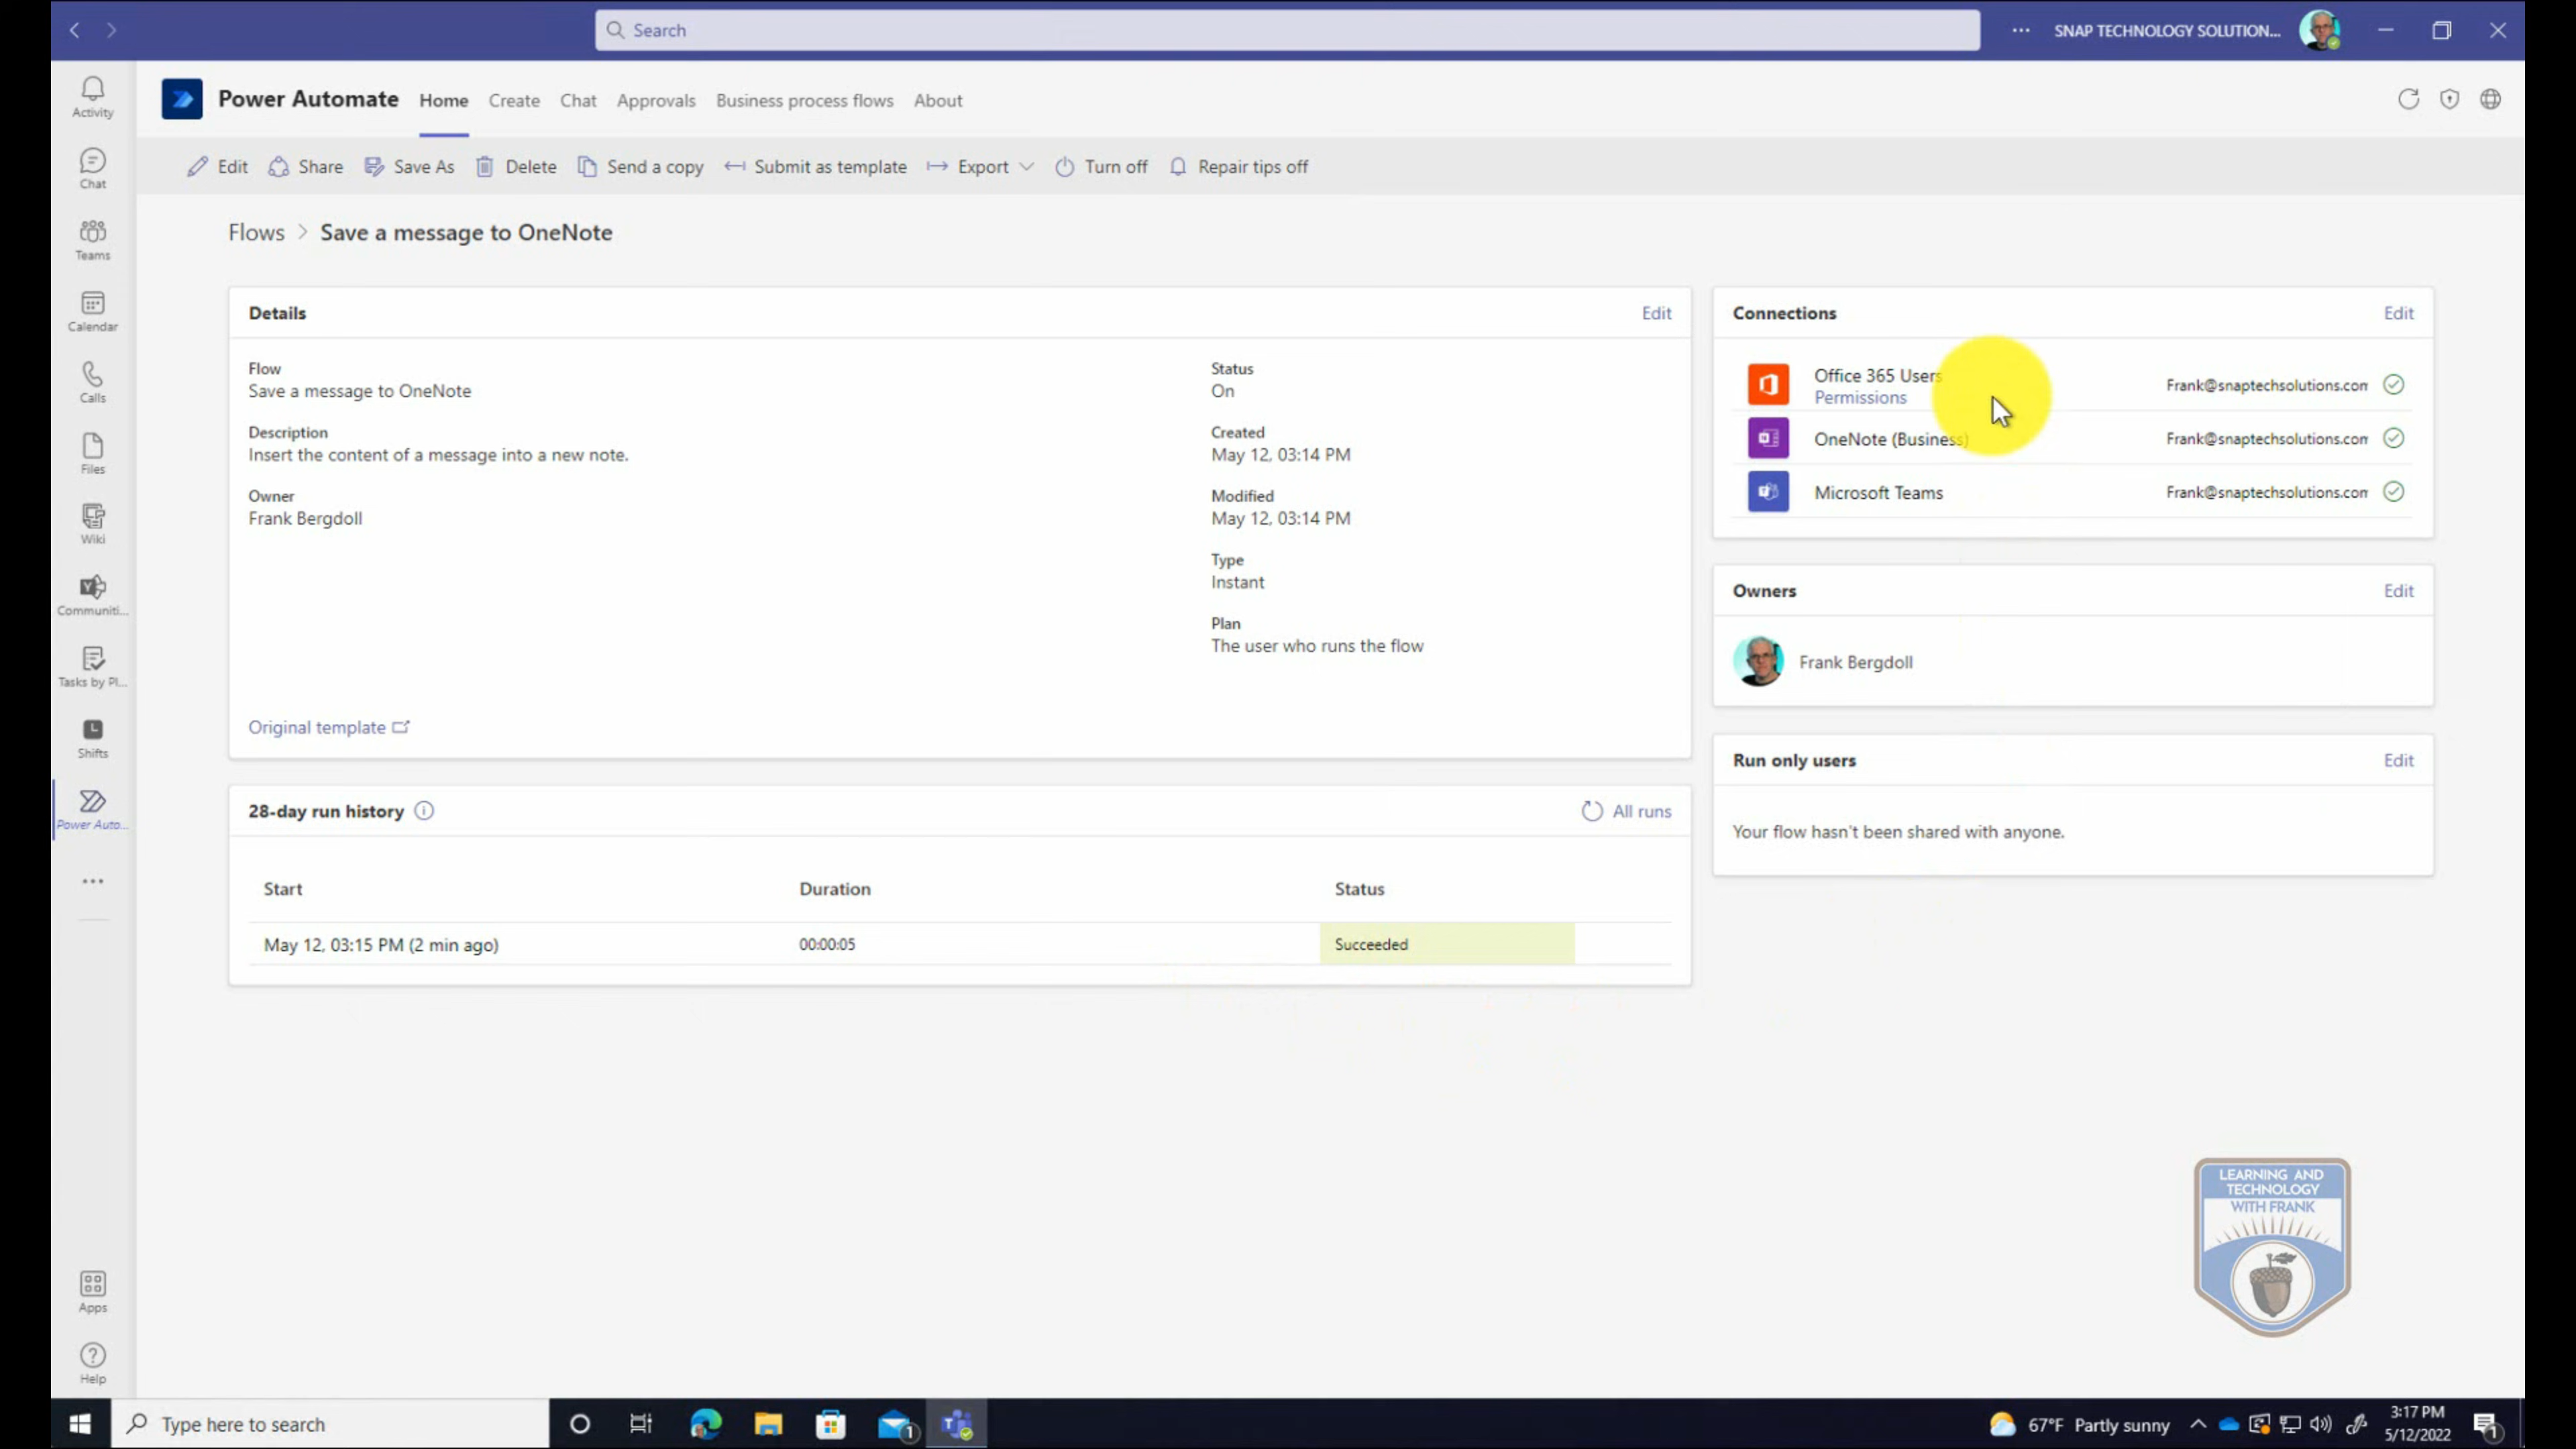 Search
SNAP TECHNOLOGY SOLUTION...
Power Automate
Home
Create
Chat
Approvals
Business process flows
About
Edit
Share
Save As
Delete
Send a copy
Submit as template
Export
Turn off
Repair tips off
Activity
Chat
Teams
Calendar
Calls
Files
Wiki
Communiti...
Tasks by Pl...
Shifts
Power Auto...
Apps
Help
Flows > Save a message to OneNote
Details
Edit
Flow
Save a message to OneNote
Description
Insert the content of a message into a new note.
Owner
Frank Bergdoll
Status
On
Created
May 12, 03:14 PM
Modified
May 12, 03:14 PM
Type
Instant
Plan
The user who runs the flow
Original template
28-day run history
All runs
Start
Duration
Status
May 12, 03:15 PM (2 min ago)
00:00:05
Succeeded
Connections
Edit
Office 365 Users
Permissions
Frank@snaptechsolutions.com
OneNote (Business)
Frank@snaptechsolutions.com
Microsoft Teams
Frank@snaptechsolutions.com
Owners
Edit
Frank Bergdoll
Run only users
Edit
Your flow hasn't been shared with anyone.
LEARNING AND
TECHNOLOGY
WITH FRANK
Type here to search
1
67°F Partly sunny
3:17 PM
5/12/2022
1